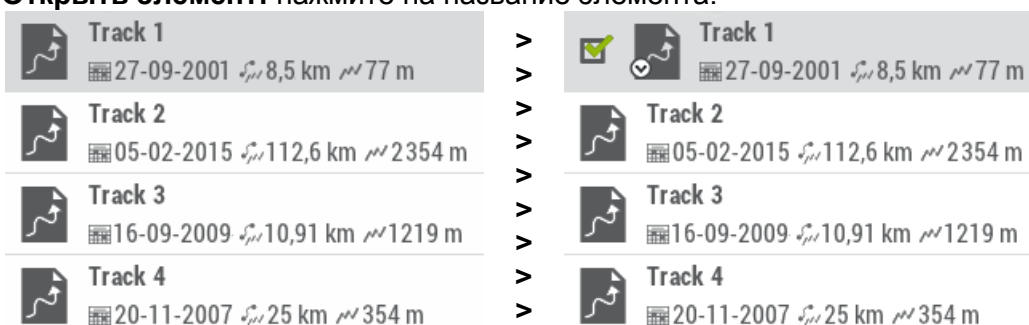 Открыть элемент: нажмите на название элемента.
Track 1
27-09-2001 8,5 km 77 m
Track 2
05-02-2015 112,6 km 2354 m
Track 3
16-09-2009 10,91 km 1219 m
Track 4
20-11-2007 25 km 354 m
>
>
>
>
>
>
>
>
>
Track 1
27-09-2001 8,5 km 77 m
Track 2
05-02-2015 112,6 km 2354 m
Track 3
16-09-2009 10,91 km 1219 m
Track 4
20-11-2007 25 km 354 m